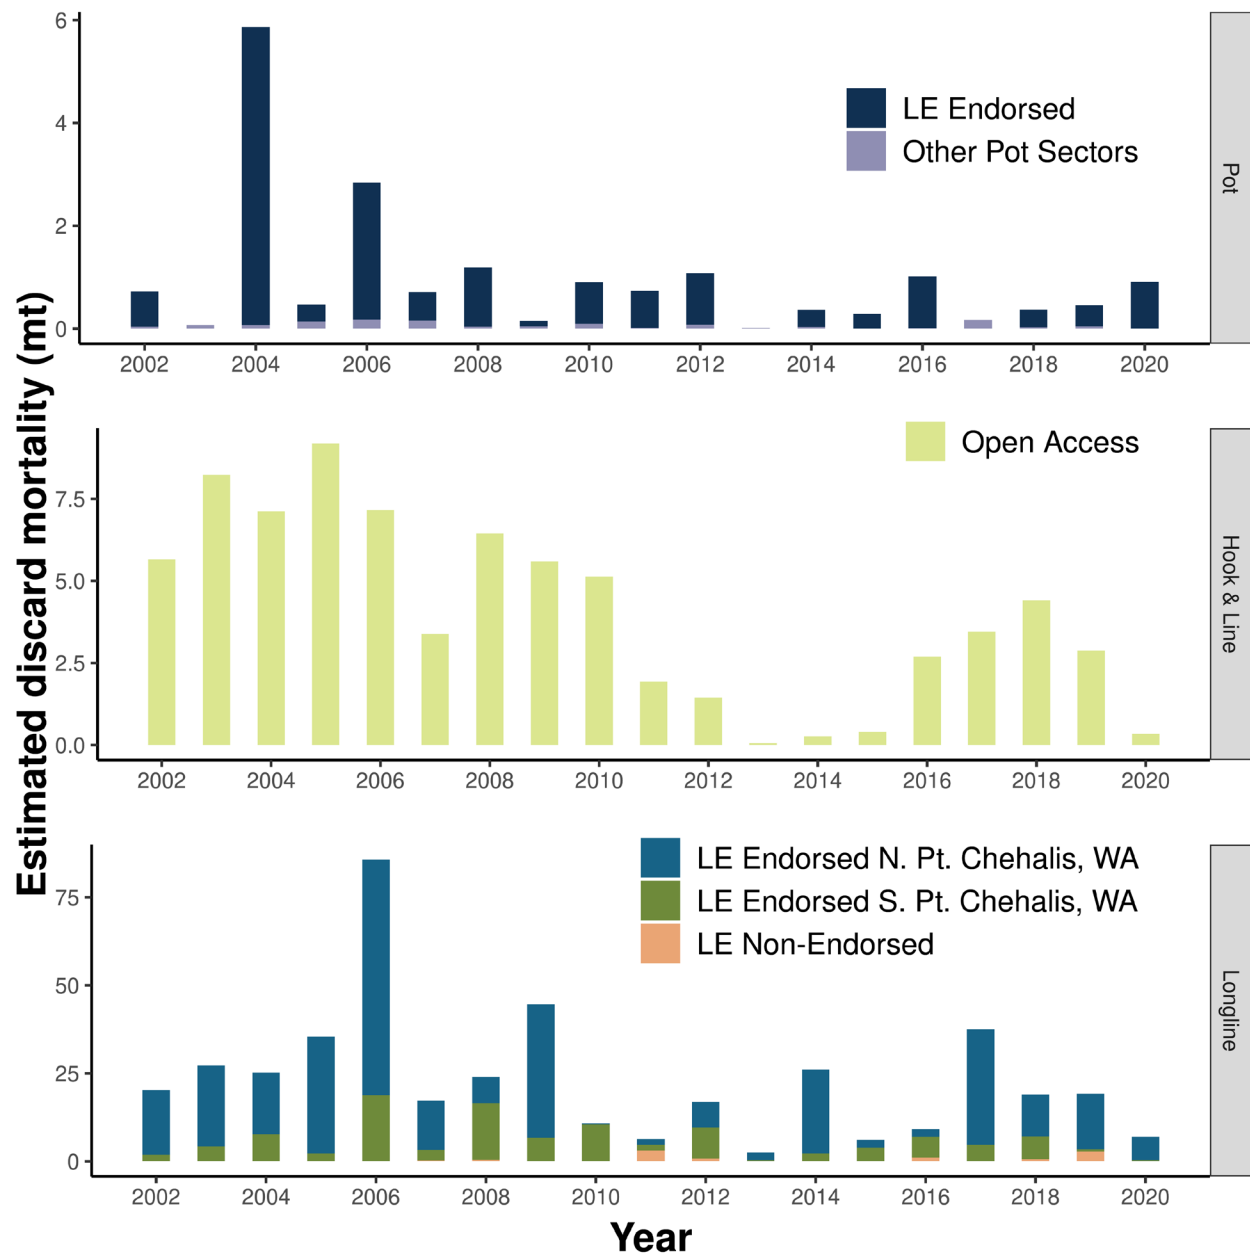 Estimated discard mortality (mt)
6
4
2
0
LE Endorsed
Other Pot Sectors
Pot
2002 2004 2006 2008 2010 2012 2014 2016 2018 2020
7.5
5.0
2.5
0.0
Open Access
Hook & Line
2002 2004 2006 2008 2010 2012 2014 2016 2018 2020
75
50
25
0
LE Endorsed N. Pt. Chehalis, WA
LE Endorsed S. Pt. Chehalis, WA
LE Non-Endorsed
Longline
2002 2004 2006 2008 2010 2012 2014 2016 2018 2020
Year